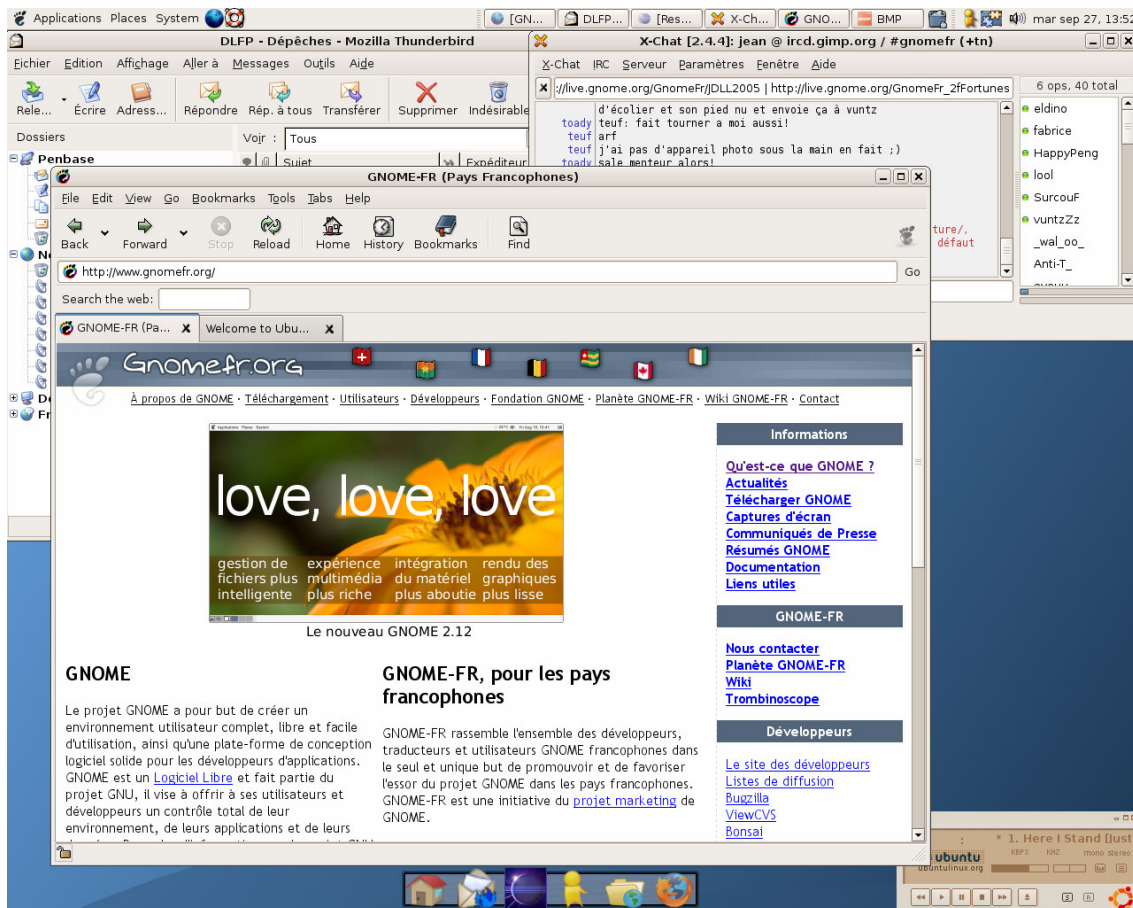 Applications Places System
[GN...
DLFP...
[Res...
X-Ch...
GNO...
BMP
mar sep 27, 13:52
DLFP - Dépêches - Mozilla Thunderbird
Fichier Edition Affichage Aller à Messages Outils Aide
Rele... Écrire Adress... Répondre Rép. à tous Transférer Supprimer Indésirable
Dossiers
Voir : Tous
Penbase
Sujet
Expéditeur
X-Chat [2.4.4]: jean @ ircd.gimp.org / #gnomefr (+tn)
X-Chat IRC Serveur Paramètres Fenêtre Aide
://live.gnome.org/GnomeFr/JDLL2005 | http://live.gnome.org/GnomeFr_2fFortunes
6 ops, 40 total
d'écolier et son pied nu et envoie ça à vuntz
toady teuf: fait tourner a moi aussi!
teuf arf
teuf j'ai pas d'appareil photo sous la main en fait ;)
toady sale menteur alors!
ture/,
défaut
eldino
fabrice
HappyPeng
lool
SurcouF
vuntzZz
_wal_oo_
Anti-T_
GNOME-FR (Pays Francophones)
File Edit View Go Bookmarks Tools Tabs Help
Back Forward Stop Reload Home History Bookmarks Find
http://www.gnomefr.org/
Go
Search the web:
GNOME-FR (Pa...
Welcome to Ubu...
Gnomefr.org
À propos de GNOME · Téléchargement · Utilisateurs · Développeurs · Fondation GNOME · Planète GNOME-FR · Wiki GNOME-FR · Contact
love, love, love
gestion de fichiers plus intelligente
expérience multimédia plus riche
intégration du matériel plus aboutie
rendu des graphiques plus lisse
Le nouveau GNOME 2.12
GNOME
Le projet GNOME a pour but de créer un
environnement utilisateur complet, libre et facile
d'utilisation, ainsi qu'une plate-forme de conception
logiciel solide pour les développeurs d'applications.
GNOME est un Logiciel Libre et fait partie du
projet GNU, il vise à offrir à ses utilisateurs et
développeurs un contrôle total de leur
environnement, de leurs applications et de leurs
GNOME-FR, pour les pays
francophones
GNOME-FR rassemble l'ensemble des développeurs,
traducteurs et utilisateurs GNOME francophones dans
le seul et unique but de promouvoir et de favoriser
l'essor du projet GNOME dans les pays francophones.
GNOME-FR est une initiative du projet marketing de
GNOME.
Informations
Qu'est-ce que GNOME ?
Actualités
Télécharger GNOME
Captures d'écran
Communiqués de Presse
Résumés GNOME
Documentation
Liens utiles
GNOME-FR
Nous contacter
Planète GNOME-FR
Wiki
Trombinoscope
Développeurs
Le site des développeurs
Listes de diffusion
Bugzilla
ViewCVS
Bonsai
* 1. Here I Stand [Just
KBPS KHZ mono stereo
ubuntu
ubuntulinux.org